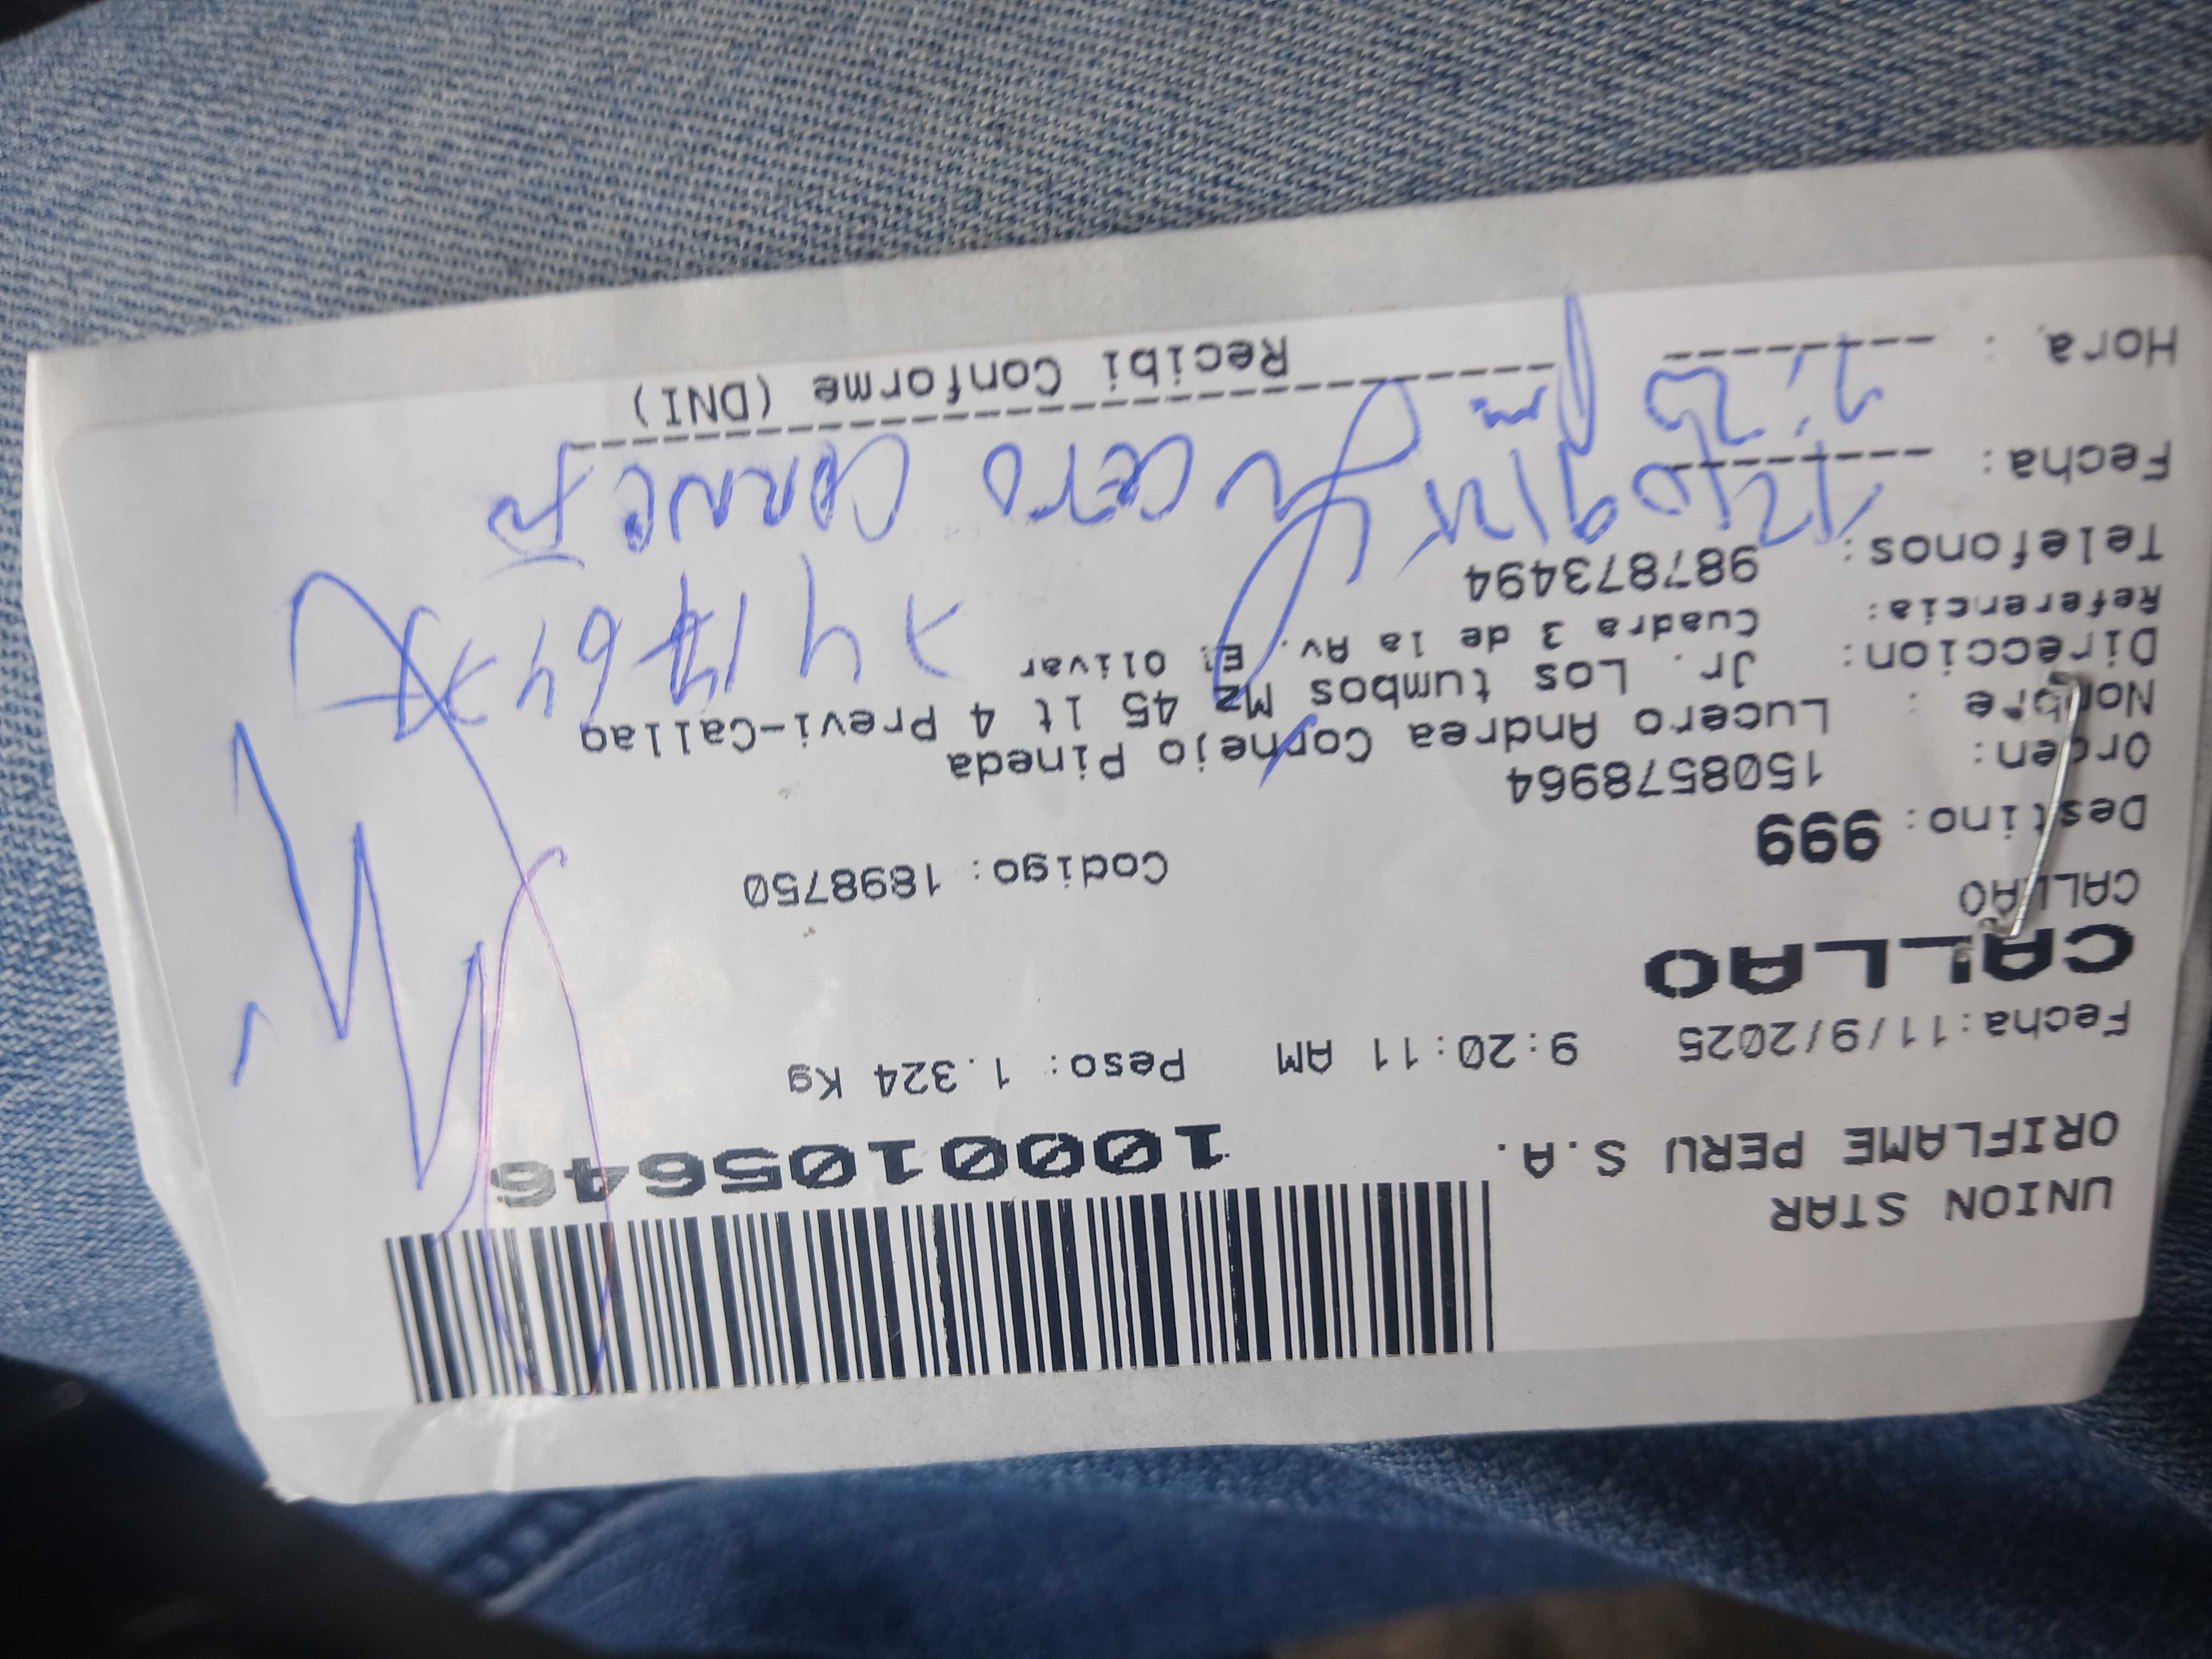 UNION STAR
ORIFLAME PERU S.A.
1000105646
Fecha:11/9/2025 9:20:11 AM Peso: 1.324 Kg
CALLAO
CALLAO
Destino: 999 Codigo: 1898750
Orden: 1508578964
Nombre : Lucero Andrea Cornejo Pineda
Direccion: Jr. Los tumbos Mz 45 lt 4 Previ-Callao
Referencia: Cuadra 3 de la Av. El Olivar
Telefonos: 987873494
Fecha:
Hora :
Recibi Conforme (DNI)